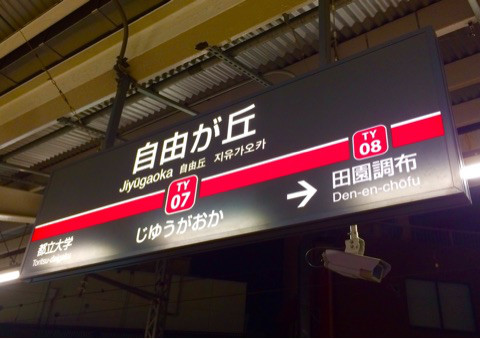 自由が丘
Jiyūgaoka 自由丘 지유가오카
TY
07
TY
08
じゆうがおか
都立大学
→ 田園調布
Den-en-chofu